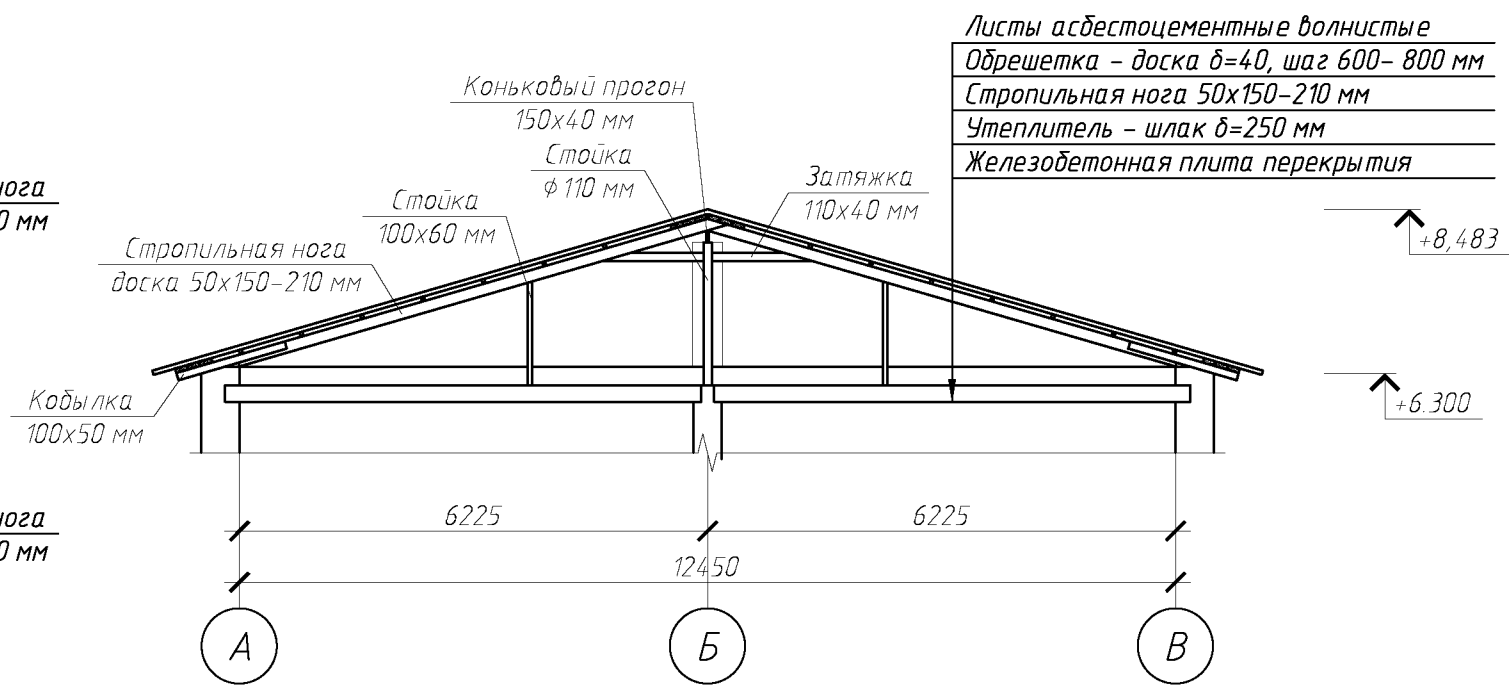 Листы асбестоцементные волнистые
Обрешетка - доска δ=40, шаг 600- 800 мм
Стропильная нога 50х150-210 мм
Утеплитель - шлак δ=250 мм
Железобетонная плита перекрытия
Коньковый прогон
150х40 мм
Стойка
ф 110 мм
Затяжка
110х40 мм
Стойка
100х60 мм
Стропильная нога
доска 50х150-210 мм
Кобылка
100х50 мм
+8,483
+6.300
мм
мм
6225
6225
12450
А
Б
В